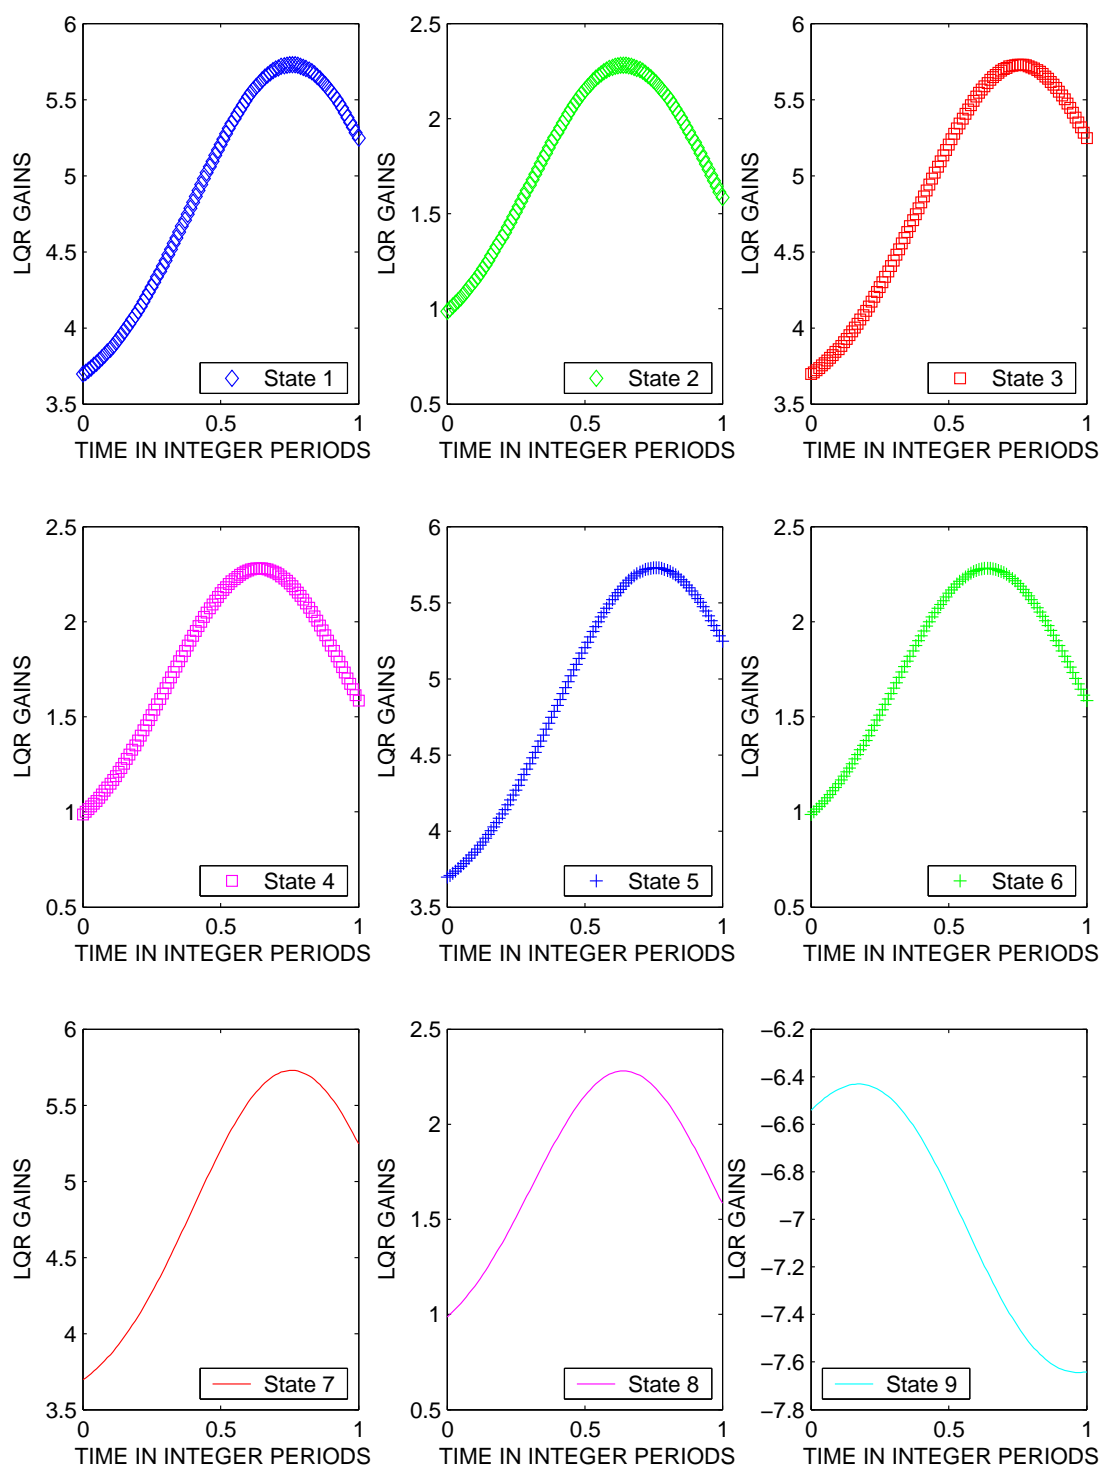 6
5.5
5
4.5
4
3.5
LQR GAINS
State 1
0
0.5
1
TIME IN INTEGER PERIODS
2.5
2
1.5
1
0.5
LQR GAINS
State 2
0
0.5
1
TIME IN INTEGER PERIODS
6
5.5
5
4.5
4
3.5
LQR GAINS
State 3
0
0.5
1
TIME IN INTEGER PERIODS
2.5
2
1.5
1
0.5
LQR GAINS
State 4
0
0.5
1
TIME IN INTEGER PERIODS
6
5.5
5
4.5
4
3.5
LQR GAINS
State 5
0
0.5
1
TIME IN INTEGER PERIODS
2.5
2
1.5
1
0.5
LQR GAINS
State 6
0
0.5
1
TIME IN INTEGER PERIODS
6
5.5
5
4.5
4
3.5
LQR GAINS
State 7
0
0.5
1
TIME IN INTEGER PERIODS
2.5
2
1.5
1
0.5
LQR GAINS
State 8
0
0.5
1
TIME IN INTEGER PERIODS
−6.2
−6.4
−6.6
−6.8
−7
−7.2
−7.4
−7.6
−7.8
LQR GAINS
State 9
0
0.5
1
TIME IN INTEGER PERIODS